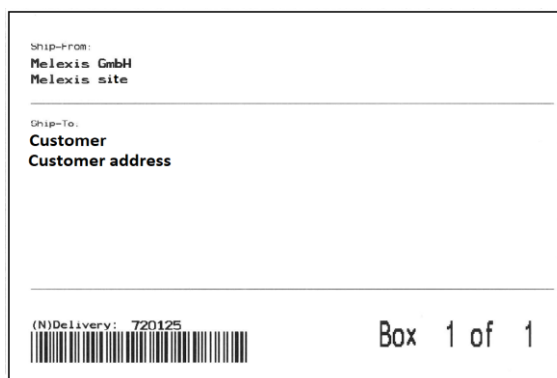 Ship-From:
Melexis GmbH
Melexis site
Ship-To:
Customer
Customer address
(N)Delivery: 720125
Box 1 of 1